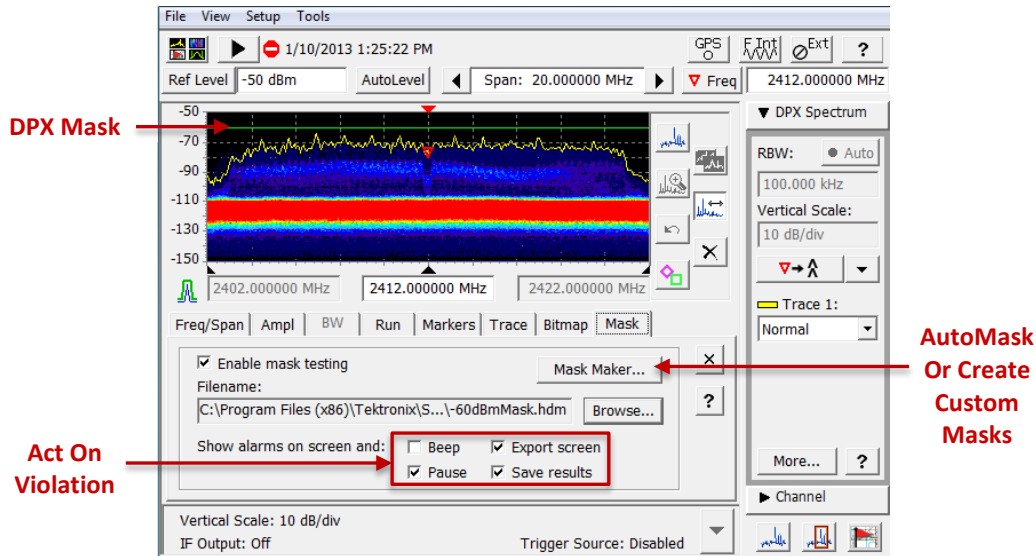 File View Setup Tools
1/10/2013 1:25:22 PM
GPS
F Int
Ext
?
Ref Level
-50 dBm
AutoLevel
Span: 20.000000 MHz
Freq
2412.000000 MHz
DPX Mask
-50
-70
-90
-110
-130
-150
2402.000000 MHz
2412.000000 MHz
2422.000000 MHz
DPX Spectrum
RBW:
Auto
100.000 kHz
Vertical Scale:
10 dB/div
Trace 1:
Normal
More...
?
Channel
Freq/Span
Ampl
BW
Run
Markers
Trace
Bitmap
Mask
Enable mask testing
Mask Maker...
Filename:
C:\Program Files (x86)\Tektronix\S...\-60dBmMask.hdm
Browse...
?
Show alarms on screen and:
Beep
Export screen
Pause
Save results
AutoMask
Or Create
Custom
Masks
Act On
Violation
Vertical Scale: 10 dB/div
IF Output: Off
Trigger Source: Disabled